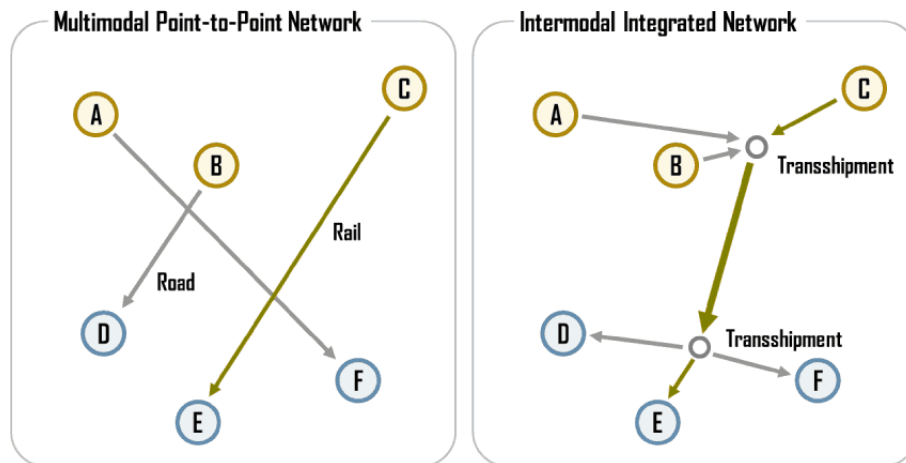 Multimodal Point-to-Point Network
A
C
B
Rail
Road
D
F
E
Intermodal Integrated Network
A
C
B
Transshipment
D
Transshipment
F
E